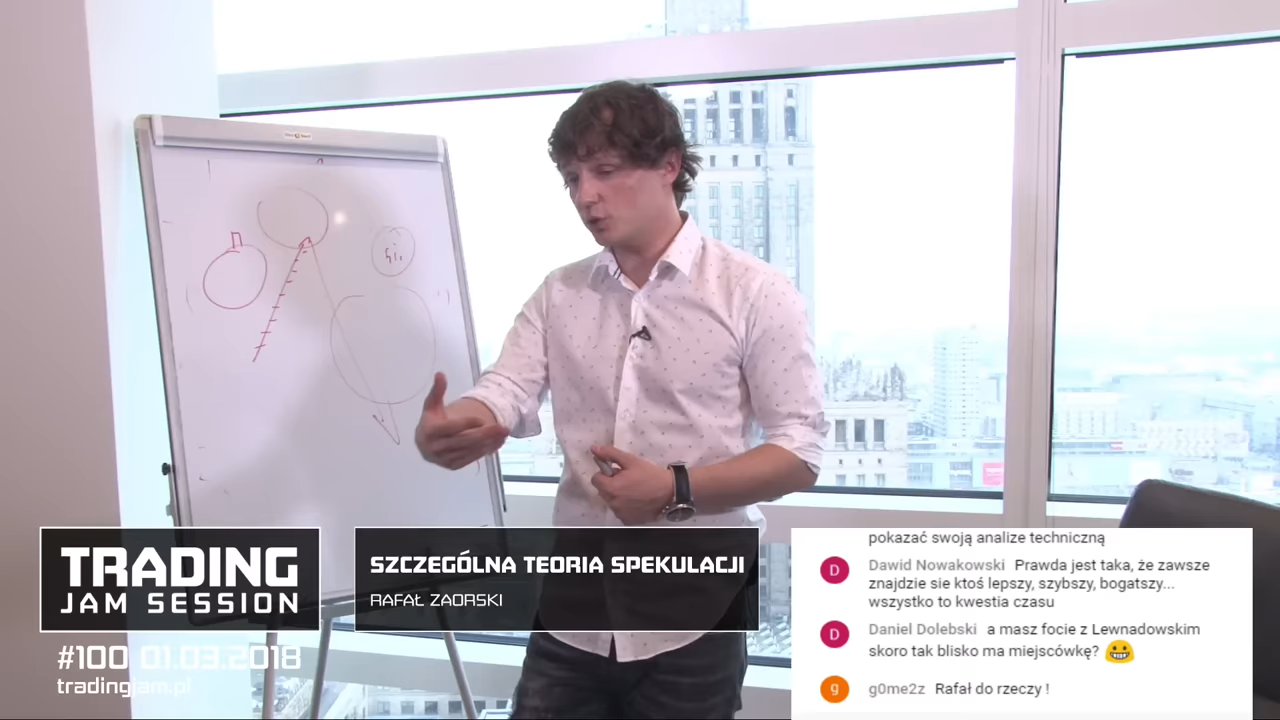 TRADING
JAM SESSION
#100 01.03.2018
tradingjam.pl
SZCZEGÓLNA TEORIA SPEKULACJI
RAFAŁ ZAORSKI
pokazać swoją analize techniczną
D Dawid Nowakowski Prawda jest taka, że zawsze
znajdzie sie ktoś lepszy, szybszy, bogatszy...
wszystko to kwestia czasu
D Daniel Dolebski a masz focie z Lewnadowskim
skoro tak blisko ma miejscówkę? 😀
g g0me2z Rafał do rzeczy !